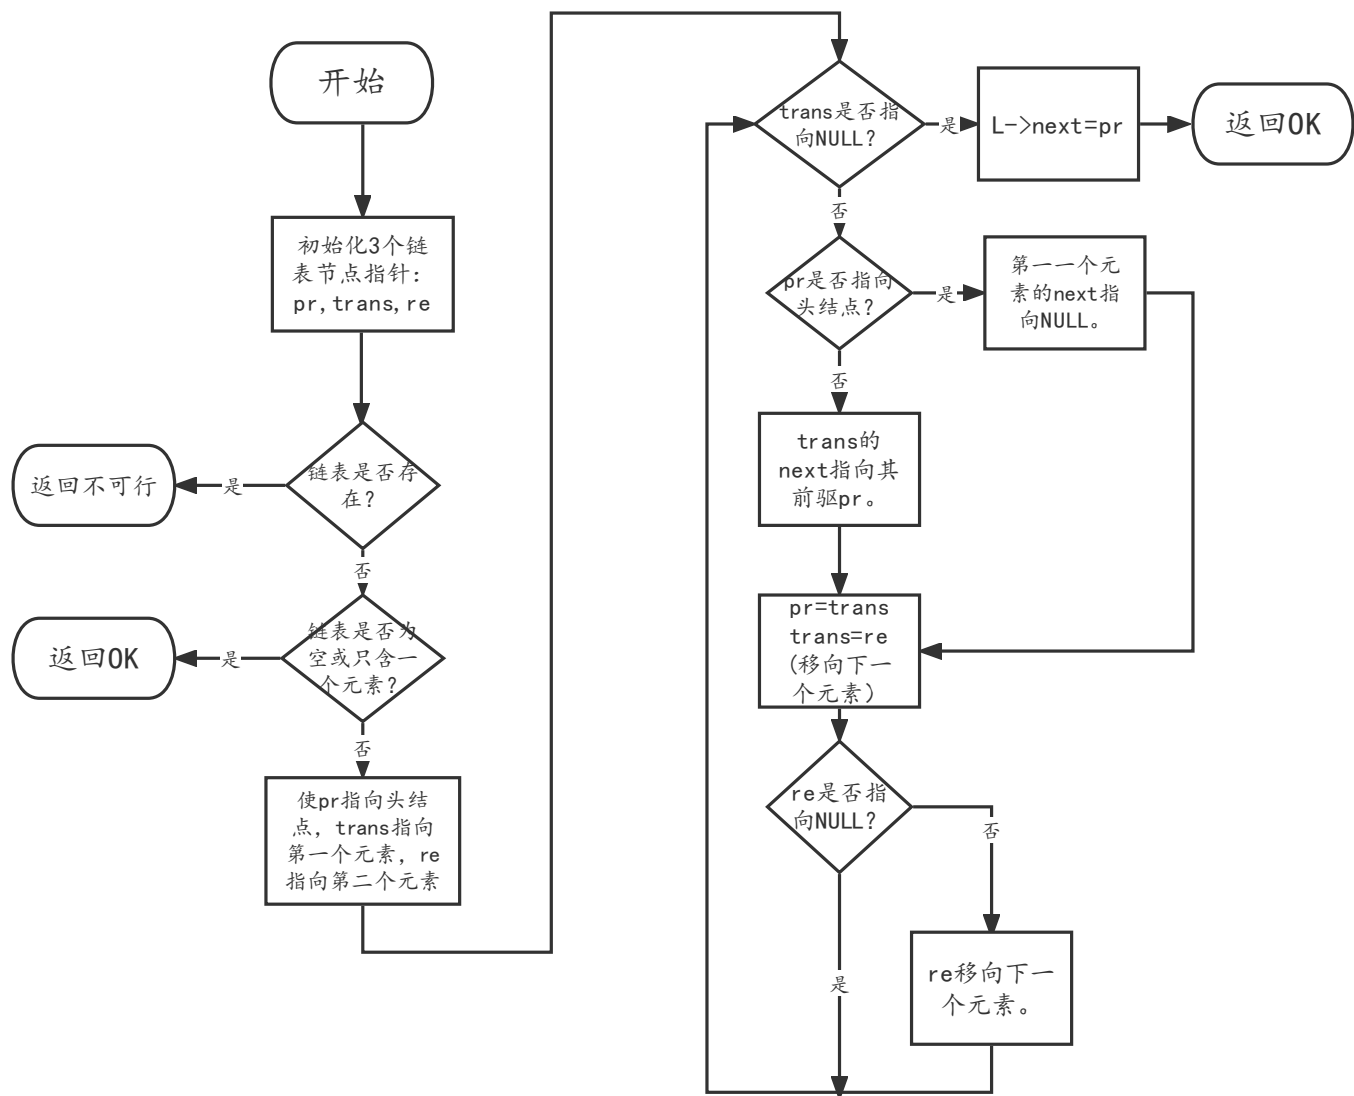 开始
初始化3个链
表节点指针:
pr,trans,re
链表是否存
在?
是
返回不可行
否
链表是否为
空或只含一
个元素?
是
返回OK
否
使pr指向头结
点，trans指向
第一个元素，re
指向第二个元素
trans是否指
向NULL?
是
L->next=pr
返回OK
否
pr是否指向
头结点?
是
第一一个元
素的next指
向NULL。
否
trans的
next指向其
前驱pr。
pr=trans
trans=re
(移向下一
个元素)
re是否指
向NULL?
否
re移向下一
个元素。
是